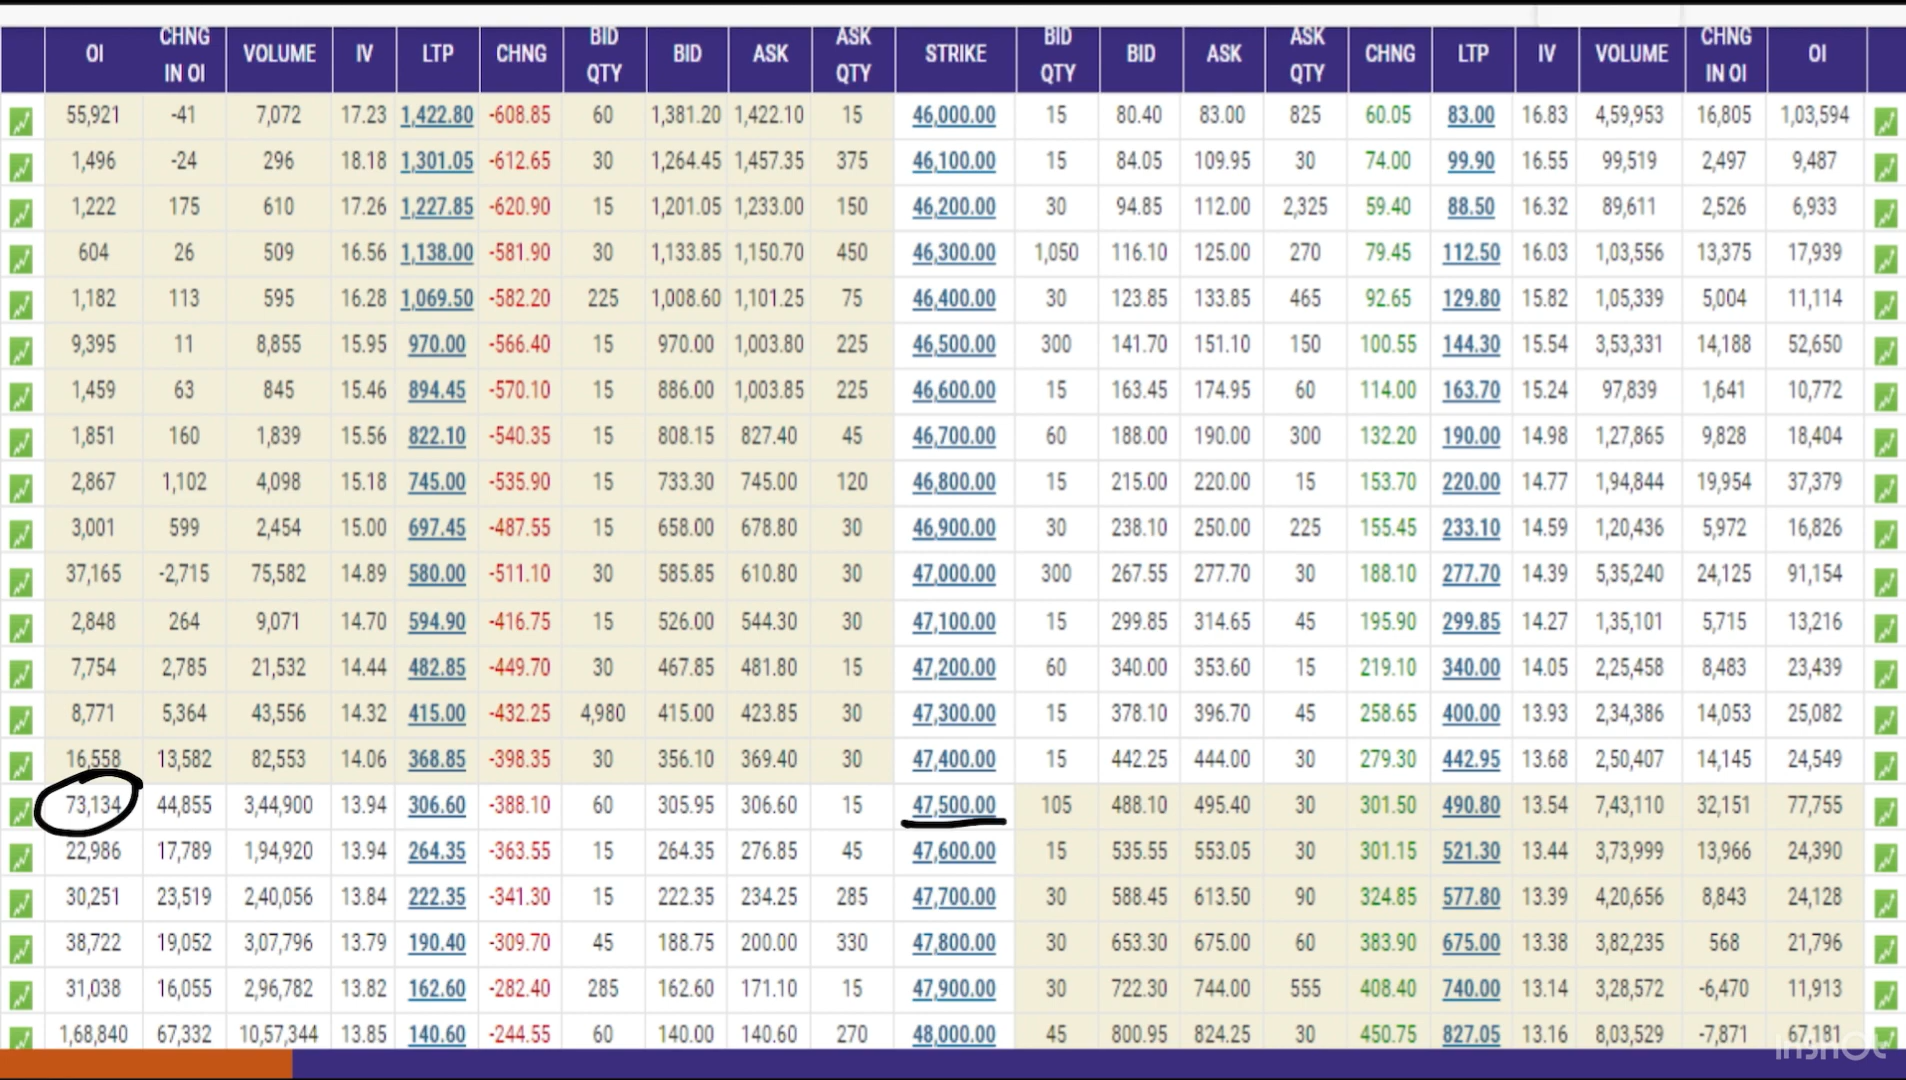 OI CHNG IN OI VOLUME IV LTP CHNG BID QTY BID ASK ASK QTY STRIKE BID QTY BID ASK ASK QTY CHNG LTP IV VOLUME CHNG IN OI OI
55,921 -41 7,072 17.23 1,422.80 -608.85 60 1,381.20 1,422.10 15 46,000.00 15 80.40 83.00 825 60.05 83.00 16.83 4,59,953 16,805 1,03,594
1,496 -24 296 18.18 1,301.05 -612.65 30 1,264.45 1,457.35 375 46,100.00 15 84.05 109.95 30 74.00 99.90 16.55 99,519 2,497 9,487
1,222 175 610 17.26 1,227.85 -620.90 15 1,201.05 1,233.00 150 46,200.00 30 94.85 112.00 2,325 59.40 88.50 16.32 89,611 2,526 6,933
604 26 509 16.56 1,138.00 -581.90 30 1,133.85 1,150.70 450 46,300.00 1,050 116.10 125.00 270 79.45 112.50 16.03 1,03,556 13,375 17,939
1,182 113 595 16.28 1,069.50 -582.20 225 1,008.60 1,101.25 75 46,400.00 30 123.85 133.85 465 92.65 129.80 15.82 1,05,339 5,004 11,114
9,395 11 8,855 15.95 970.00 -566.40 15 970.00 1,003.80 225 46,500.00 300 141.70 151.10 150 100.55 144.30 15.54 3,53,331 14,188 52,650
1,459 63 845 15.46 894.45 -570.10 15 886.00 1,003.85 225 46,600.00 15 163.45 174.95 60 114.00 163.70 15.24 97,839 1,641 10,772
1,851 160 1,839 15.56 822.10 -540.35 15 808.15 827.40 45 46,700.00 60 188.00 190.00 300 132.20 190.00 14.98 1,27,865 9,828 18,404
2,867 1,102 4,098 15.18 745.00 -535.90 15 733.30 745.00 120 46,800.00 15 215.00 220.00 15 153.70 220.00 14.77 1,94,844 19,954 37,379
3,001 599 2,454 15.00 697.45 -487.55 15 658.00 678.80 30 46,900.00 30 238.10 250.00 225 155.45 233.10 14.59 1,20,436 5,972 16,826
37,165 -2,715 75,582 14.89 580.00 -511.10 30 585.85 610.80 30 47,000.00 300 267.55 277.70 30 188.10 277.70 14.39 5,35,240 24,125 91,154
2,848 264 9,071 14.70 594.90 -416.75 15 526.00 544.30 30 47,100.00 15 299.85 314.65 45 195.90 299.85 14.27 1,35,101 5,715 13,216
7,754 2,785 21,532 14.44 482.85 -449.70 30 467.85 481.80 15 47,200.00 60 340.00 353.60 15 219.10 340.00 14.05 2,25,458 8,483 23,439
8,771 5,364 43,556 14.32 415.00 -432.25 4,980 415.00 423.85 30 47,300.00 15 378.10 396.70 45 258.65 400.00 13.93 2,34,386 14,053 25,082
16,558 13,582 82,553 14.06 368.85 -398.35 30 356.10 369.40 30 47,400.00 15 442.25 444.00 30 279.30 442.95 13.68 2,50,407 14,145 24,549
73,134 44,855 3,44,900 13.94 306.60 -388.10 60 305.95 306.60 15 47,500.00 105 488.10 495.40 30 301.50 490.80 13.54 7,43,110 32,151 77,755
22,986 17,789 1,94,920 13.94 264.35 -363.55 15 264.35 276.85 45 47,600.00 15 535.55 553.05 30 301.15 521.30 13.44 3,73,999 13,966 24,390
30,251 23,519 2,40,056 13.84 222.35 -341.30 15 222.35 234.25 285 47,700.00 30 588.45 613.50 90 324.85 577.80 13.39 4,20,656 8,843 24,128
38,722 19,052 3,07,796 13.79 190.40 -309.70 45 188.75 200.00 330 47,800.00 30 653.30 675.00 60 383.90 675.00 13.38 3,82,235 568 21,796
31,038 16,055 2,96,782 13.82 162.60 -282.40 285 162.60 171.10 15 47,900.00 30 722.30 744.00 555 408.40 740.00 13.14 3,28,572 -6,470 11,913
1,68,840 67,332 10,57,344 13.85 140.60 -244.55 60 140.00 140.60 270 48,000.00 45 800.95 824.25 30 450.75 827.05 13.16 8,03,529 -7,871 67,181
InShOt